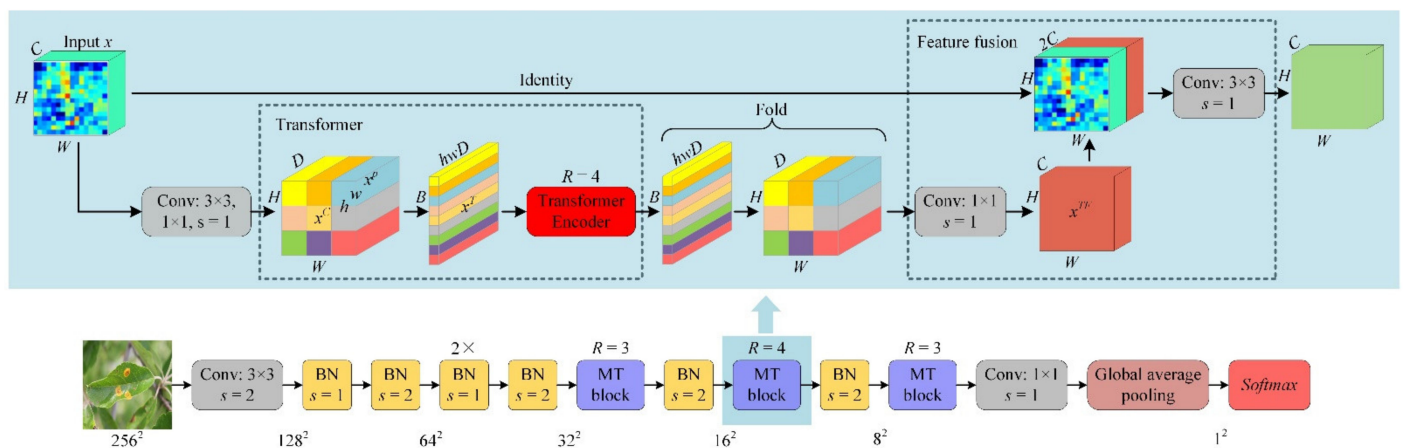 C
Input x
H
W
Identity
Feature fusion
2C
H
W
Conv: 3×3
s = 1
C
H
W
Transformer
Conv: 3×3,
1×1, s = 1
D
H
x^C
h
w
x^P
W
hwD
B
x^T
R = 4
Transformer
Encoder
Fold
hwD
B
D
H
W
Conv: 1×1
s = 1
C
H
W
2×
R = 3
R = 4
R = 3
Conv: 3×3
s = 2
BN
s = 1
BN
s = 2
BN
s = 1
BN
s = 2
MT
block
BN
s = 2
MT
block
BN
s = 2
MT
block
Conv: 1×1
s = 1
Global average
pooling
Softmax
256²
128²
64²
32²
16²
8²
1²